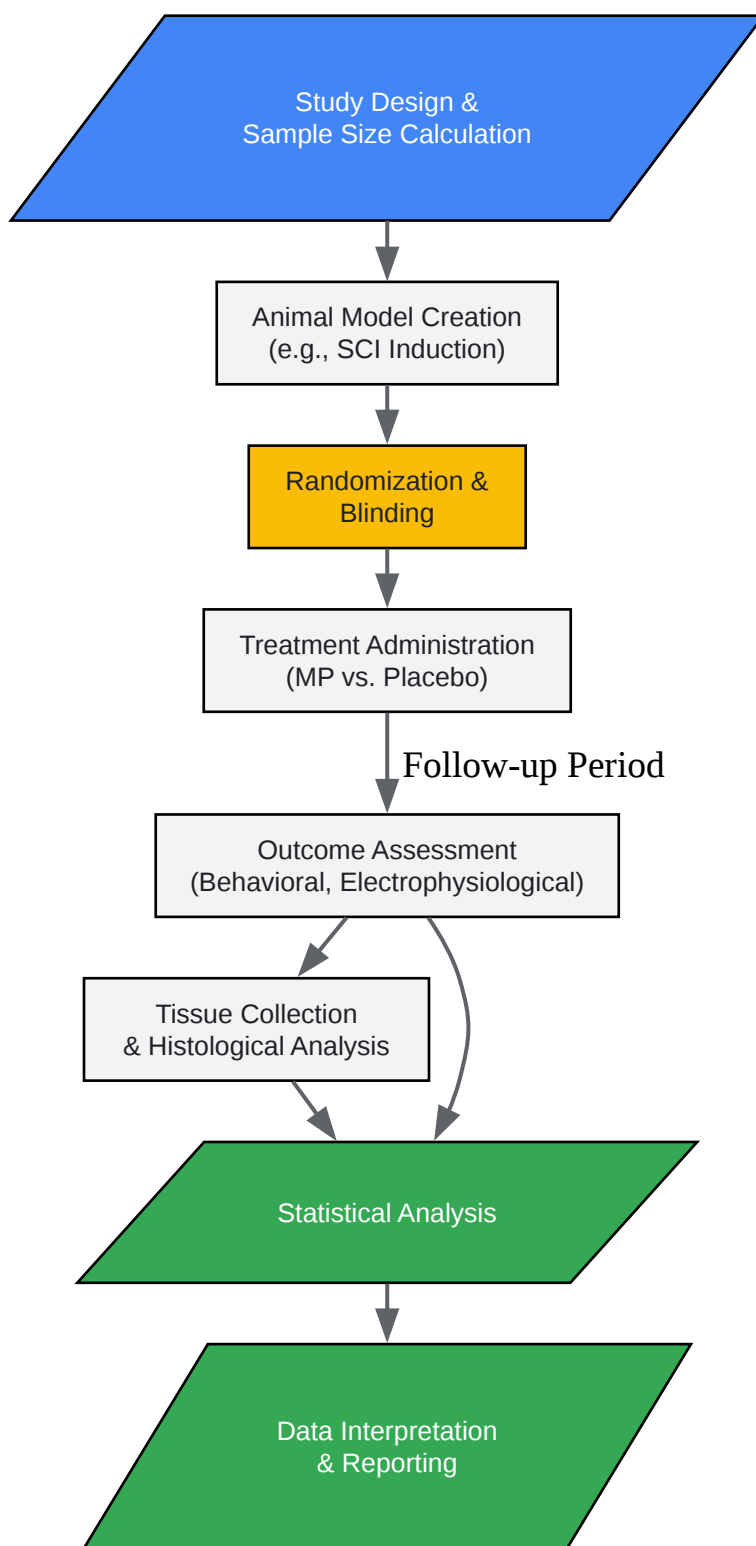 Study Design &
Sample Size Calculation
Animal Model Creation
(e.g., SCI Induction)
Randomization &
Blinding
Treatment Administration
(MP vs. Placebo)
Follow-up Period
Outcome Assessment
(Behavioral, Electrophysiological)
Tissue Collection
& Histological Analysis
Statistical Analysis
Data Interpretation
& Reporting